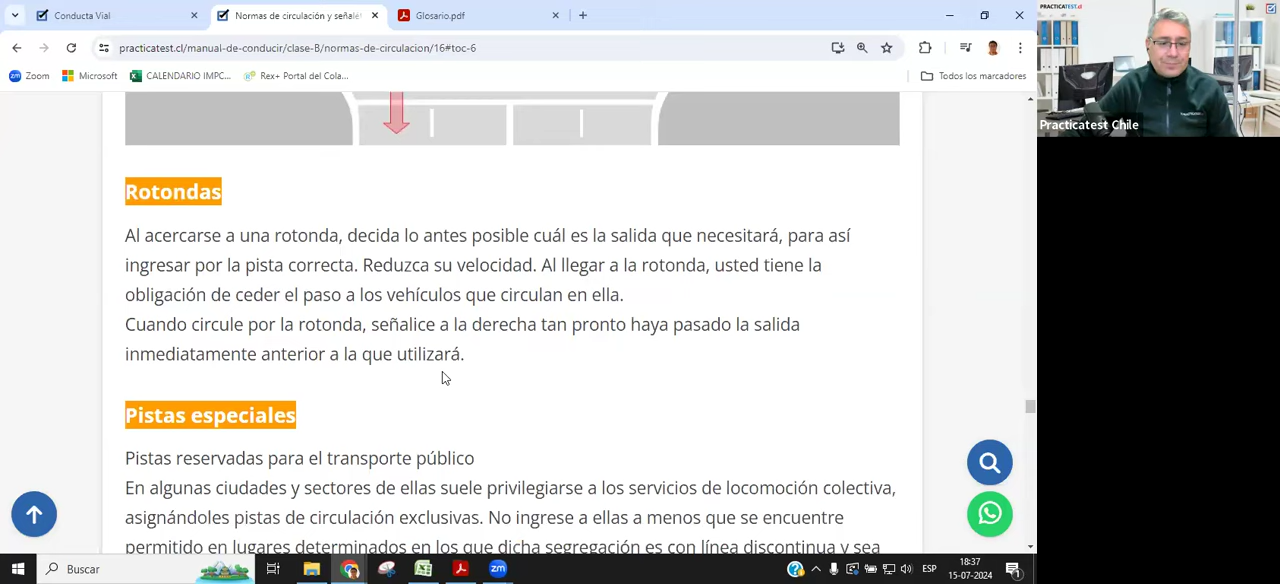 Conducta Vial
Normas de circulación y señale
Glosario.pdf
practicatest.cl/manual-de-conducir/clase-B/normas-de-circulacion/16#top-B
Zoom
Microsoft
CALENDARIO IMPC...
Rex+ Portal del Cola...
Todos los marcadores
PRACTICATEST.cl
Practicatest Chile
Rotondas
Al acercarse a una rotonda, decida lo antes posible cuál es la salida que necesitará, para así
ingresar por la pista correcta. Reduzca su velocidad. Al llegar a la rotonda, usted tiene la
obligación de ceder el paso a los vehículos que circulan en ella.
Cuando circule por la rotonda, señalice a la derecha tan pronto haya pasado la salida
inmediatamente anterior a la que utilizará.
Pistas especiales
Pistas reservadas para el transporte público
En algunas ciudades y sectores de ellas suele privilegiarse a los servicios de locomoción colectiva,
asignándoles pistas de circulación exclusivas. No ingrese a ellas a menos que se encuentre
permitido en lugares determinados en los que dicha segregación es con línea discontinua y sea
Buscar
ESP
18:37
15-07-2024